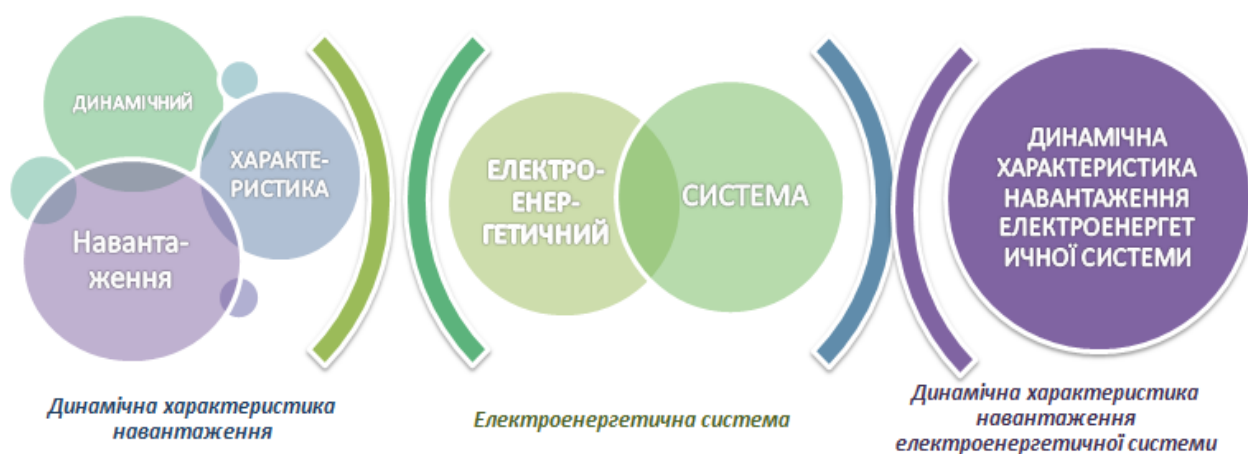 ДИНАМІЧНИЙ
ХАРАКТЕ-
РИСТИКА
Наванта-
ження
ЕЛЕКТРО-
ЕНЕР-
ГЕТИЧНИЙ
СИСТЕМА
ДИНАМІЧНА
ХАРАКТЕРИСТИКА
НАВАНТАЖЕННЯ
ЕЛЕКТРОЕНЕРГЕТ
ИЧНОЇ СИСТЕМИ
Динамічна характеристика
навантаження
Електроенергетична система
Динамічна характеристика
навантаження
електроенергетичної системи